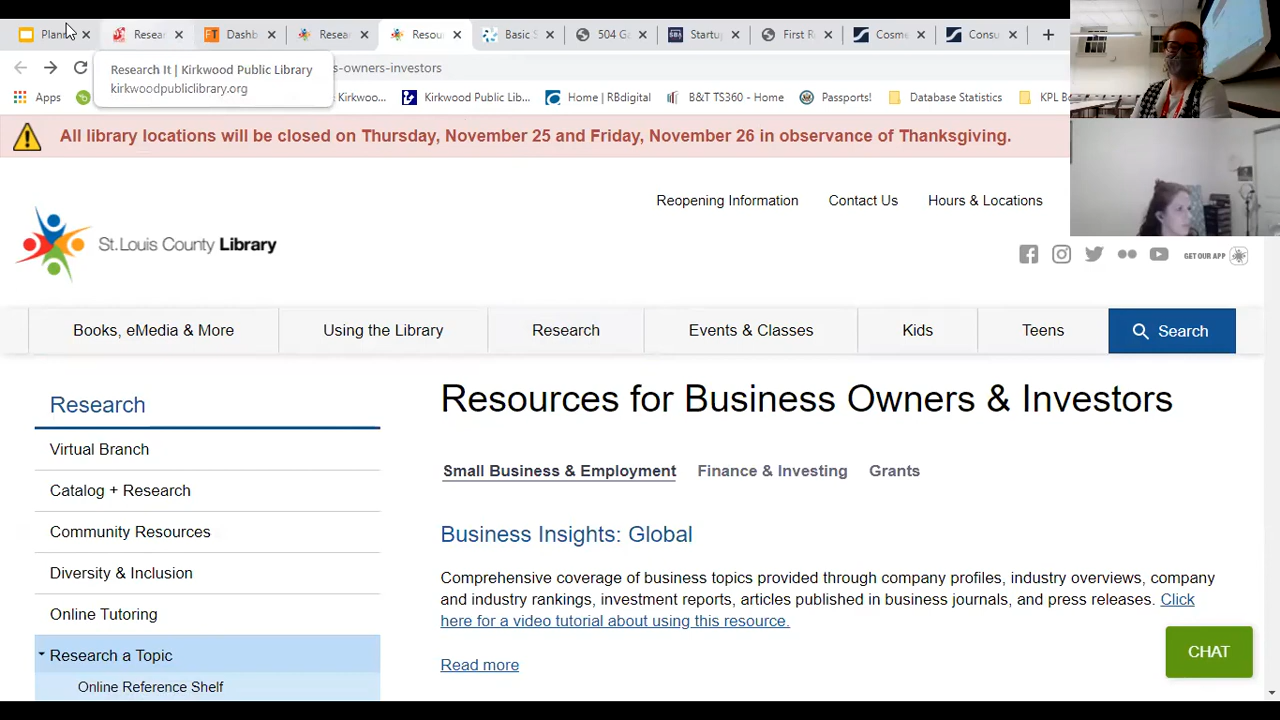 Plan
Resear
Dashb
Resea
Resou
Basic S
504 G
SBA
Startu
First P
Cosme
Consu
Research It | Kirkwood Public Library
kirkwoodpubliclibrary.org
s-owners-investors
Apps
Kirkwoo...
Kirkwood Public Lib...
Home | RBdigital
B&T TS360 - Home
Passports!
Database Statistics
KPL B
All library locations will be closed on Thursday, November 25 and Friday, November 26 in observance of Thanksgiving.
Reopening Information
Contact Us
Hours & Locations
St.Louis County Library
GET OUR APP
Books, eMedia & More
Using the Library
Research
Events & Classes
Kids
Teens
Search
Research
Virtual Branch
Catalog + Research
Community Resources
Diversity & Inclusion
Online Tutoring
Research a Topic
Online Reference Shelf
Resources for Business Owners & Investors
Small Business & Employment
Finance & Investing
Grants
Business Insights: Global
Comprehensive coverage of business topics provided through company profiles, industry overviews, company
and industry rankings, investment reports, articles published in business journals, and press releases. Click
here for a video tutorial about using this resource.
Read more
CHAT